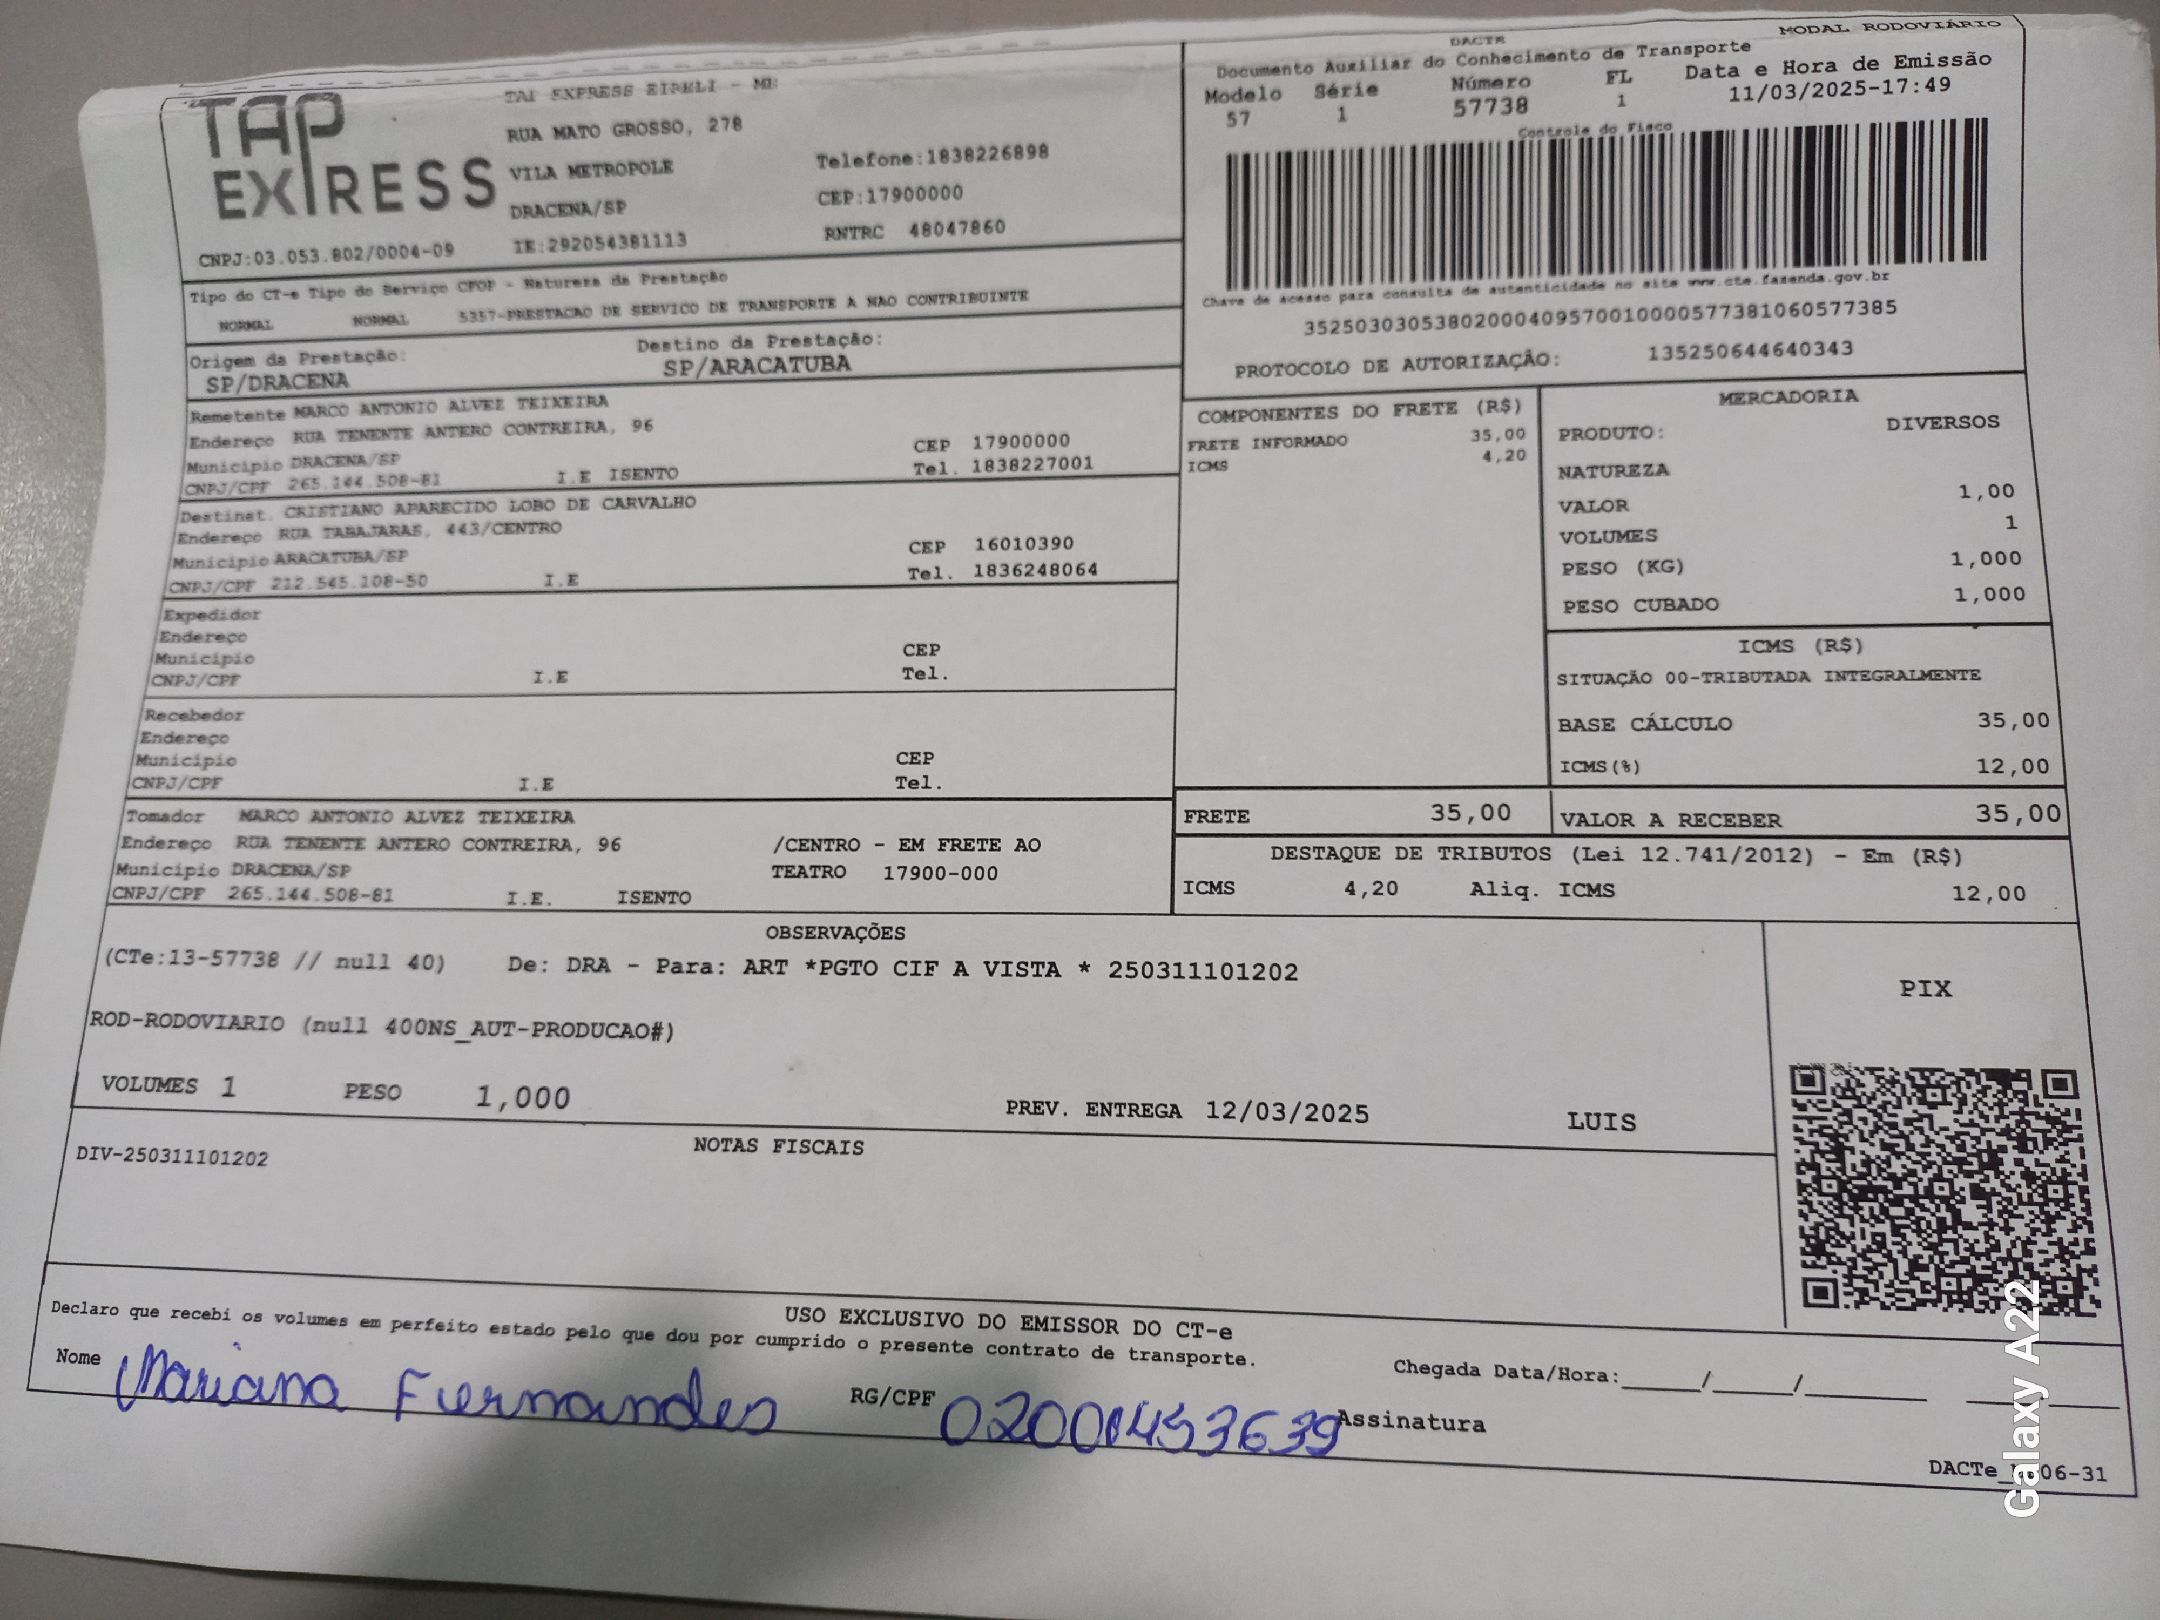 MODAL RODOVIÁRIO
TAP
EXPRESS
CNPJ:03.053.802/0004-09
EXPRESS EIRELI - ME
RUA MATO GROSSO, 278
VILA METROPOLE
DRACENA/SP
IE:292054381113
Telefone:1838226898
CEP:17900000
RNTRC 48047860
DACTE
Documento Auxiliar do Conhecimento de Transporte
Modelo Série Número FL Data e Hora de Emissão
57 1 57738 1 11/03/2025-17:49
Controle do Fisco
Chave de acesso para consulta de autenticidade no site www.cte.fazenda.gov.br
35250303053802000409570010000577381060577385
PROTOCOLO DE AUTORIZAÇÃO: 135250644640343
Tipo do CT-e Tipo do Serviço CFOP - Natureza da Prestação
NORMAL NORMAL 5357-PRESTACAO DE SERVICO DE TRANSPORTE A NAO CONTRIBUINTE
Origem da Prestação: Destino da Prestação:
SP/DRACENA SP/ARACATUBA
Remetente MARCO ANTONIO ALVEZ TEIXEIRA
Endereço RUA TENENTE ANTERO CONTREIRA, 96 CEP 17900000
Municipio DRACENA/SP Tel. 1838227001
CNPJ/CPF 265.144.508-81 I.E ISENTO
Destinat. CRISTIANO APARECIDO LOBO DE CARVALHO
Endereço RUA TABAJARAS, 443/CENTRO CEP 16010390
Municipio ARACATUBA/SP Tel. 1836248064
CNPJ/CPF 212.545.108-50 I.E
Expedidor
Endereço
Municipio CEP
CNPJ/CPF I.E Tel.
Recebedor
Endereço
Municipio CEP
CNPJ/CPF I.E Tel.
Tomador MARCO ANTONIO ALVEZ TEIXEIRA
Endereço RUA TENENTE ANTERO CONTREIRA, 96 /CENTRO - EM FRETE AO
Municipio DRACENA/SP TEATRO 17900-000
CNPJ/CPF 265.144.508-81 I.E. ISENTO
COMPONENTES DO FRETE (R$)
FRETE INFORMADO 35,00
ICMS 4,20
MERCADORIA
PRODUTO: DIVERSOS
NATUREZA
VALOR 1,00
VOLUMES 1
PESO (KG) 1,000
PESO CUBADO 1,000
ICMS (R$)
SITUAÇÃO 00-TRIBUTADA INTEGRALMENTE
BASE CÁLCULO 35,00
ICMS(%) 12,00
FRETE 35,00 VALOR A RECEBER 35,00
DESTAQUE DE TRIBUTOS (Lei 12.741/2012) - Em (R$)
ICMS 4,20 Aliq. ICMS 12,00
OBSERVAÇÕES
(CTe:13-57738 // null 40) De: DRA - Para: ART *PGTO CIF A VISTA * 250311101202
ROD-RODOVIARIO (null 400NS_AUT-PRODUCAO#)
VOLUMES 1 PESO 1,000 PREV. ENTREGA 12/03/2025 LUIS
PIX
NOTAS FISCAIS
DIV-250311101202
USO EXCLUSIVO DO EMISSOR DO CT-e
Declaro que recebi os volumes em perfeito estado pelo que dou por cumprido o presente contrato de transporte.
Chegada Data/Hora:_____/_____/________ _____
Nome Mariana Fernandes RG/CPF Assinatura
Galaxy A22